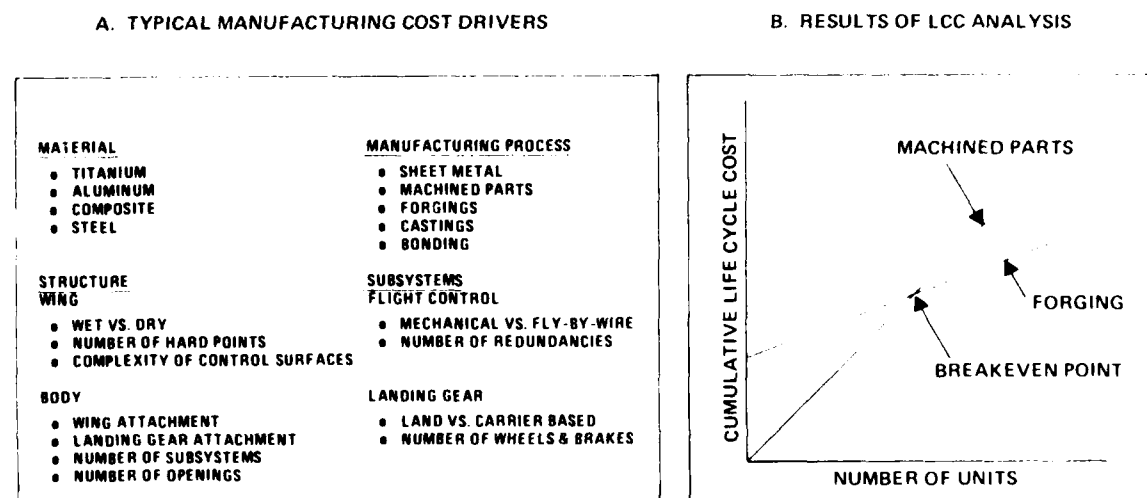 A. TYPICAL MANUFACTURING COST DRIVERS
MATERIAL
• TITANIUM
• ALUMINUM
• COMPOSITE
• STEEL
MANUFACTURING PROCESS
• SHEET METAL
• MACHINED PARTS
• FORGINGS
• CASTINGS
• BONDING
STRUCTURE
WING
• WET VS. DRY
• NUMBER OF HARD POINTS
• COMPLEXITY OF CONTROL SURFACES
SUBSYSTEMS
FLIGHT CONTROL
• MECHANICAL VS. FLY-BY-WIRE
• NUMBER OF REDUNDANCIES
BODY
• WING ATTACHMENT
• LANDING GEAR ATTACHMENT
• NUMBER OF SUBSYSTEMS
• NUMBER OF OPENINGS
LANDING GEAR
• LAND VS. CARRIER BASED
• NUMBER OF WHEELS & BRAKES
B. RESULTS OF LCC ANALYSIS
CUMULATIVE LIFE CYCLE COST
MACHINED PARTS
FORGING
BREAKEVEN POINT
NUMBER OF UNITS